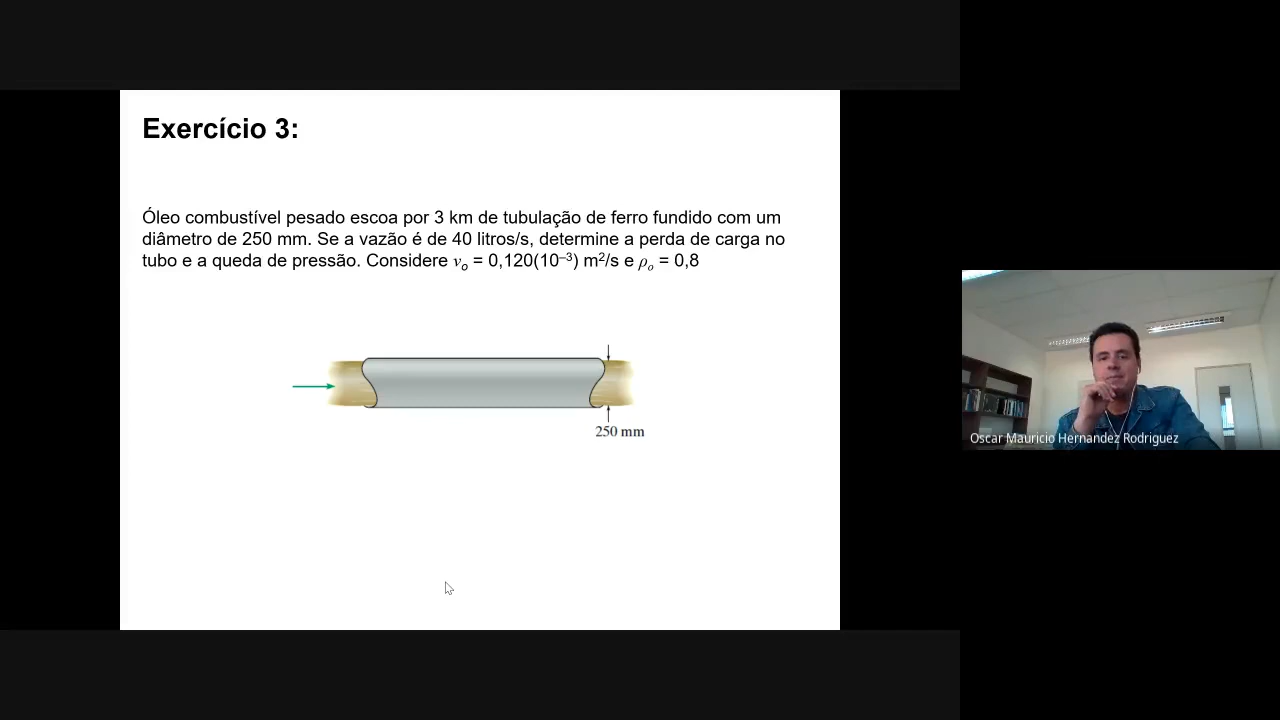 Exercício 3:
Óleo combustível pesado escoa por 3 km de tubulação de ferro fundido com um
diâmetro de 250 mm. Se a vazão é de 40 litros/s, determine a perda de carga no
tubo e a queda de pressão. Considere νₒ = 0,120(10⁻³) m²/s e ρₒ = 0,8
250 mm
Oscar Mauricio Hernandez Rodriguez